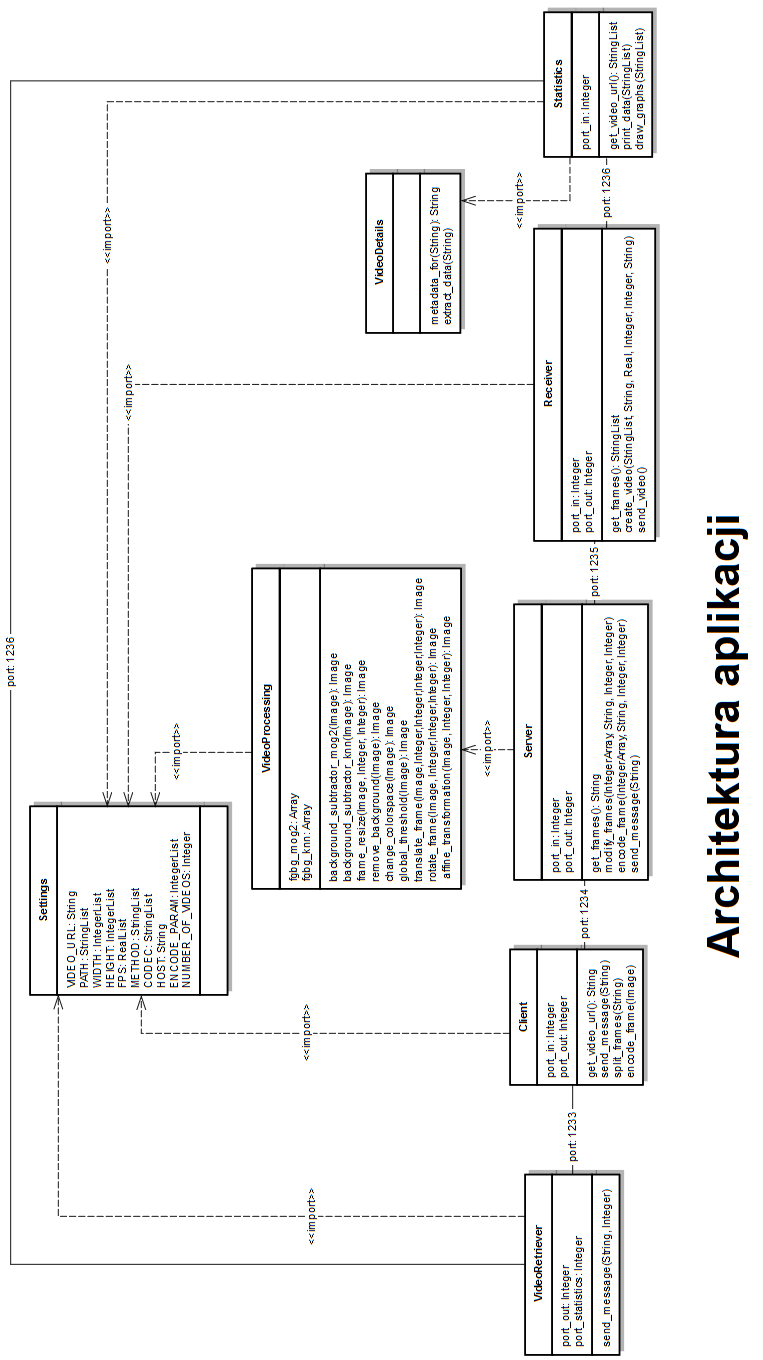 Settings
VIDEO_URL: String
PATH: StringList
WIDTH: IntegerList
HEIGHT: IntegerList
FPS: RealList
METHOD: StringList
CODEC: StringList
HOST: String
ENCODE_PARAM: IntegerList
NUMBER_OF_VIDEOS: Integer
port: 1236
<<import>>
<<import>>
<<import>>
<<import>>
<<import>>
VideoProcessing
fgbg_mog2: Array
fgbg_knn: Array
background_subtractor_mog2(Image): Image
background_subtractor_knn(Image): Image
frame_resize(Image, Integer, Integer): Image
remove_background(Image): Image
change_colorspace(Image): Image
global_threshold(Image): Image
translate_frame(Image,Integer,Integer,Integer,Integer): Image
rotate_frame(Image, Integer,Integer,Integer): Image
affine_transformation(Image, Integer, Integer): Image
VideoDetails
metadata_for(String): String
extract_data(String)
<<import>>
<<import>>
VideoRetriever
port_out: Integer
port_statistics: Integer
send_message(String, Integer)
port: 1233
Client
port_in: Integer
port_out: Integer
get_video_url(): String
send_message(String)
split_frames(String)
encode_frame(Image)
port: 1234
Server
port_in: Integer
port_out: Integer
get_frames(): String
modify_frames(IntegerArray, String, Integer, Integer)
encode_frame(IntegerArray, String, Integer, Integer)
send_message(String)
port: 1235
Receiver
port_in: Integer
port_out: Integer
get_frames(): StringList
create_video(StringList, String, Real, Integer, Integer, String)
send_video()
port: 1236
Statistics
port_in: Integer
get_video_url(): StringList
print_data(StringList)
draw_graphs(StringList)
Architektura aplikacji